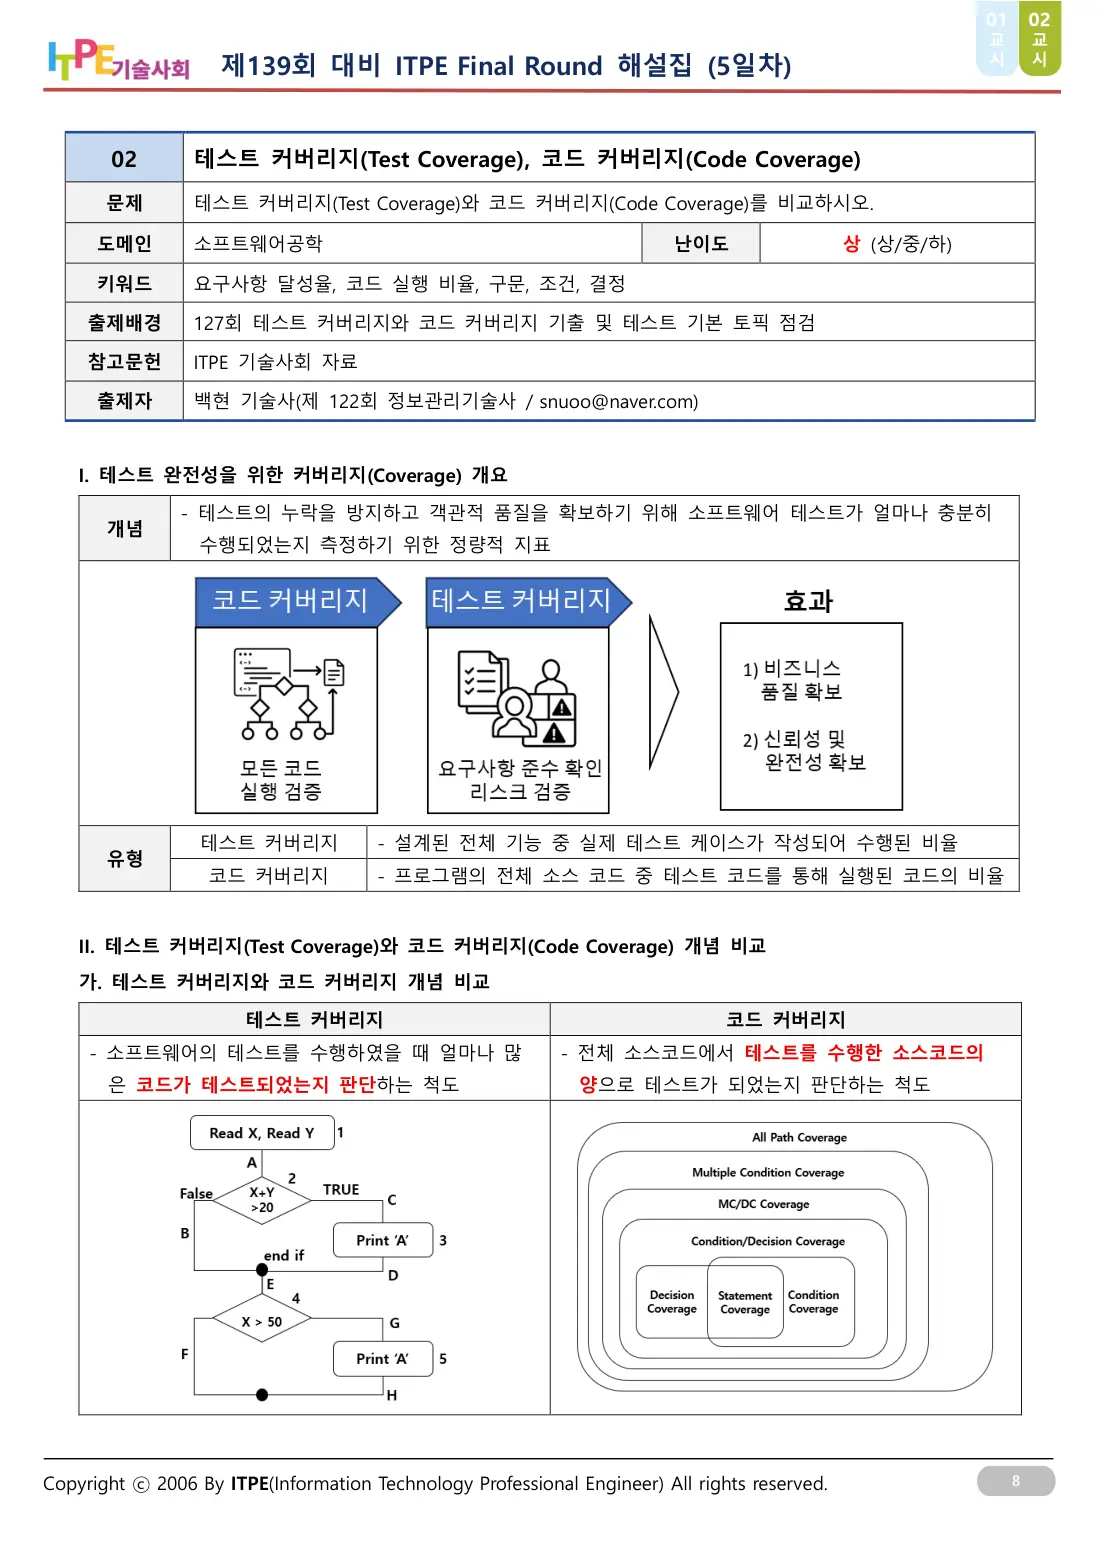 01
교
시
02
교
시
ITPE기술사회 제139회 대비 ITPE Final Round 해설집 (5일차)
02 테스트 커버리지(Test Coverage), 코드 커버리지(Code Coverage)
문제 테스트 커버리지(Test Coverage)와 코드 커버리지(Code Coverage)를 비교하시오.
도메인 소프트웨어공학 난이도 상 (상/중/하)
키워드 요구사항 달성율, 코드 실행 비율, 구문, 조건, 결정
출제배경 127회 테스트 커버리지와 코드 커버리지 기출 및 테스트 기본 토픽 점검
참고문헌 ITPE 기술사회 자료
출제자 백현 기술사(제 122회 정보관리기술사 / snuoo@naver.com)
I. 테스트 완전성을 위한 커버리지(Coverage) 개요
개념
- 테스트의 누락을 방지하고 객관적 품질을 확보하기 위해 소프트웨어 테스트가 얼마나 충분히
수행되었는지 측정하기 위한 정량적 지표
코드 커버리지
모든 코드
실행 검증
테스트 커버리지
요구사항 준수 확인
리스크 검증
효과
1) 비즈니스
품질 확보
2) 신뢰성 및
완전성 확보
유형
테스트 커버리지 - 설계된 전체 기능 중 실제 테스트 케이스가 작성되어 수행된 비율
코드 커버리지 - 프로그램의 전체 소스 코드 중 테스트 코드를 통해 실행된 코드의 비율
II. 테스트 커버리지(Test Coverage)와 코드 커버리지(Code Coverage) 개념 비교
가. 테스트 커버리지와 코드 커버리지 개념 비교
테스트 커버리지
- 소프트웨어의 테스트를 수행하였을 때 얼마나 많
은 코드가 테스트되었는지 판단하는 척도
Read X, Read Y 1
A
2
False X+Y TRUE
>20
C
B
Print ‘A’ 3
end if
D
E
4
X > 50
G
F
Print ‘A’ 5
H
코드 커버리지
- 전체 소스코드에서 테스트를 수행한 소스코드의
양으로 테스트가 되었는지 판단하는 척도
All Path Coverage
Multiple Condition Coverage
MC/DC Coverage
Condition/Decision Coverage
Decision
Coverage
Statement
Coverage
Condition
Coverage
Copyright ⓒ 2006 By ITPE(Information Technology Professional Engineer) All rights reserved.
8